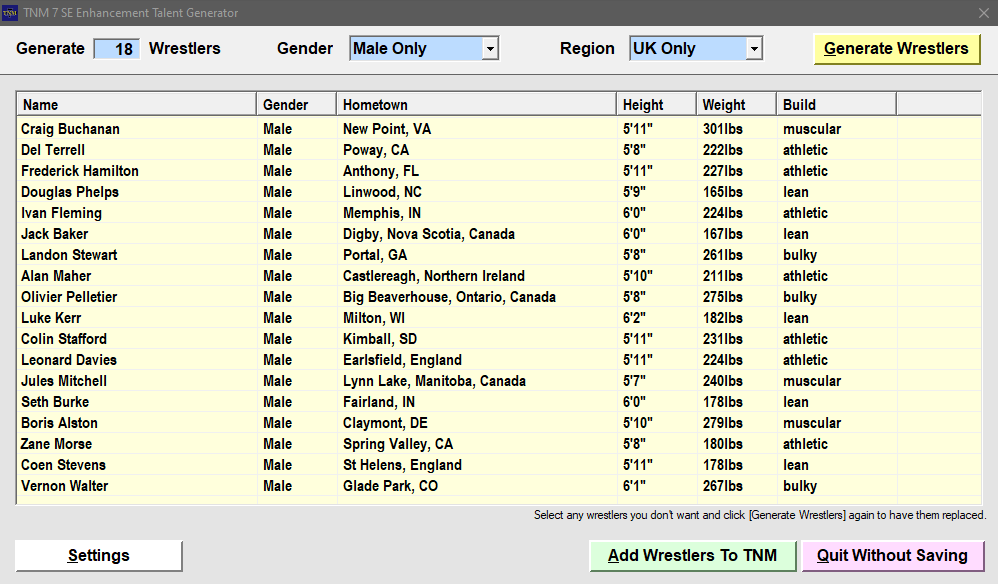 TNM TNM 7 SE Enhancement Talent Generator
Generate 18 Wrestlers Gender Male Only Region UK Only Generate Wrestlers
Name Gender Hometown Height Weight Build
Craig Buchanan Male New Point, VA 5'11" 301lbs muscular
Del Terrell Male Poway, CA 5'8" 222lbs athletic
Frederick Hamilton Male Anthony, FL 5'11" 227lbs athletic
Douglas Phelps Male Linwood, NC 5'9" 165lbs lean
Ivan Fleming Male Memphis, IN 6'0" 224lbs athletic
Jack Baker Male Digby, Nova Scotia, Canada 6'0" 167lbs lean
Landon Stewart Male Portal, GA 5'8" 261lbs bulky
Alan Maher Male Castlereagh, Northern Ireland 5'10" 211lbs athletic
Olivier Pelletier Male Big Beaverhouse, Ontario, Canada 5'8" 275lbs bulky
Luke Kerr Male Milton, WI 6'2" 182lbs lean
Colin Stafford Male Kimball, SD 5'11" 231lbs athletic
Leonard Davies Male Earlsfield, England 5'11" 224lbs athletic
Jules Mitchell Male Lynn Lake, Manitoba, Canada 5'7" 240lbs muscular
Seth Burke Male Fairland, IN 6'0" 178lbs lean
Boris Alston Male Claymont, DE 5'10" 279lbs muscular
Zane Morse Male Spring Valley, CA 5'8" 180lbs athletic
Coen Stevens Male St Helens, England 5'11" 178lbs lean
Vernon Walter Male Glade Park, CO 6'1" 267lbs bulky
Select any wrestlers you don't want and click [Generate Wrestlers] again to have them replaced.
Settings Add Wrestlers To TNM Quit Without Saving